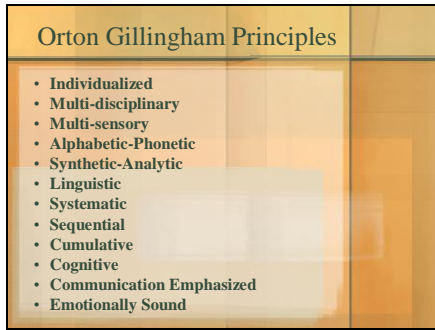 Orton Gillingham Principles
• Individualized
• Multi-disciplinary
• Multi-sensory
• Alphabetic-Phonetic
• Synthetic-Analytic
• Linguistic
• Systematic
• Sequential
• Cumulative
• Cognitive
• Communication Emphasized
• Emotionally Sound